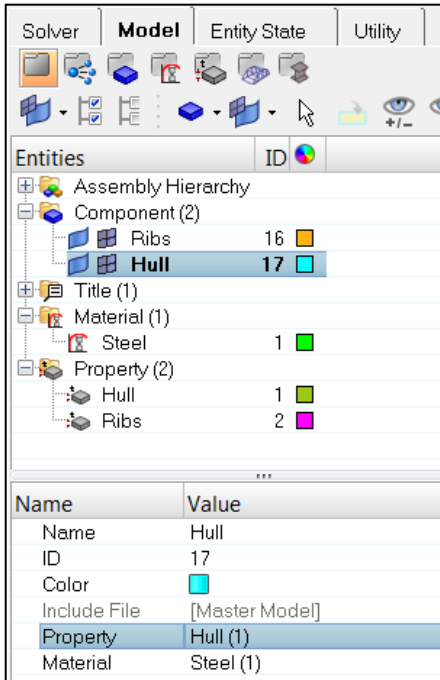 Solver Model Entity State Utility
+/-
Entities ID
Assembly Hierarchy
Component (2)
Ribs 16
Hull 17
Title (1)
Material (1)
Steel 1
Property (2)
Hull 1
Ribs 2
Name Value
Name Hull
ID 17
Color
Include File [Master Model]
Property Hull (1)
Material Steel (1)